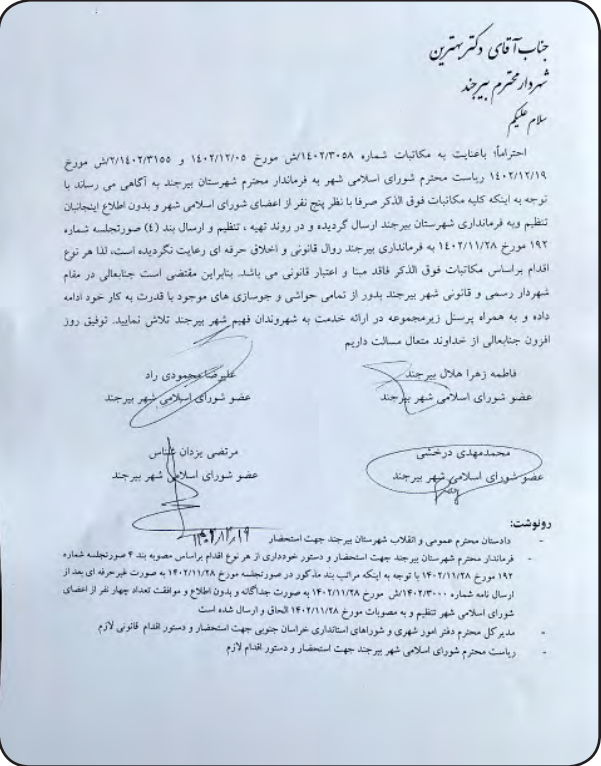 جناب آقای دکتر بهترین
شهردار محترم بیرجند
سلام علیکم
احتراماً؛ باعنایت به مکاتبات شماره ۱۴۰۲/۳۰۵۸/ش مورخ ۱۴۰۲/۱۲/۰۵ و ۲/۱۴۰۲/۳۱۵۵/ش مورخ
۱۴۰۲/۱۲/۱۹ ریاست محترم شورای اسلامی شهر به فرماندار محترم شهرستان بیرجند به آگاهی می رساند با
توجه به اینکه کلیه مکاتبات فوق الذکر صرفا با نظر پنج نفر از اعضای شورای اسلامی شهر و بدون اطلاع اینجانبان
تنظیم وبه فرمانداری شهرستان بیرجند ارسال گردیده و در روند تهیه ، تنظیم و ارسال بند (۴) صورتجلسه شماره
۱۹۲ مورخ ۱۴۰۲/۱۱/۲۸ به فرمانداری بیرجند روال قانونی و اخلاق حرفه ای رعایت نگردیده است، لذا هر نوع
اقدام براساس مکاتبات فوق الذکر فاقد مبنا و اعتبار قانونی می باشد. بنابراین مقتضی است جنابعالی در مقام
شهردار رسمی و قانونی شهر بیرجند بدور از تمامی حواشی و جوسازی های موجود با قدرت به کار خود ادامه
داده و به همراه پرسنل زیرمجموعه در ارائه خدمت به شهروندان فهیم شهر بیرجند تلاش نمایید. توفیق روز
افزون جنابعالی از خداوند متعال مسالت داریم
فاطمه زهرا هلال بیرجند
عضو شورای اسلامی شهر بیرجند
علیرضا محمودی راد
عضو شورای اسلامی شهر بیرجند
محمدمهدی درخشی
عضو شورای اسلامی شهر بیرجند
مرتضی یزدان شناس
عضو شورای اسلامی شهر بیرجند
۱۴۰۲/۱۲/۱۹
رونوشت:
- دادستان محترم عمومی و انقلاب شهرستان بیرجند جهت استحضار
- فرماندار محترم شهرستان بیرجند جهت استحضار و دستور خودداری از هر نوع اقدام براساس مصوبه بند ۴ صورتجلسه شماره
۱۹۲ مورخ ۱۴۰۲/۱۱/۲۸ با توجه به اینکه مراتب بند مذکور در صورتجلسه مورخ ۱۴۰۲/۱۱/۲۸ به صورت غیرحرفه ای بعد از
ارسال نامه شماره ۱۴۰۲/۳۰۰۰/ش مورخ ۱۴۰۲/۱۱/۲۸ به صورت جداگانه و بدون اطلاع و موافقت تعداد چهار نفر از اعضای
شورای اسلامی شهر تنظیم و به مصوبات مورخ ۱۴۰۲/۱۱/۲۸ الحاق و ارسال شده است
- مدیرکل محترم دفتر امور شهری و شوراهای استانداری خراسان جنوبی جهت استحضار و دستور اقدام قانونی لازم
- ریاست محترم شورای اسلامی شهر بیرجند جهت استحضار و دستور اقدام لازم